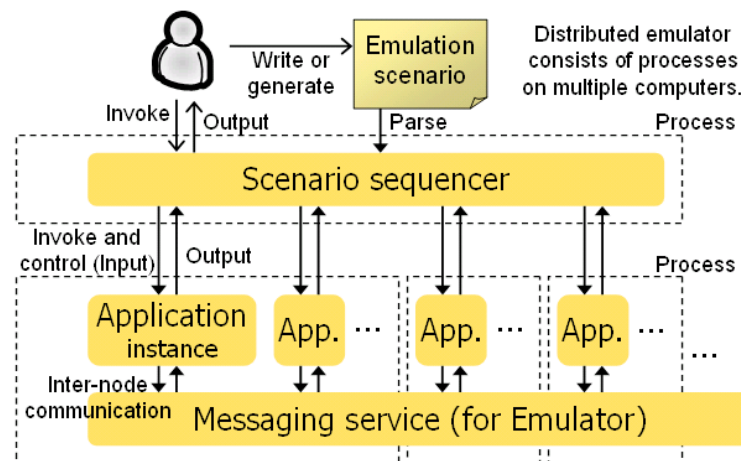 Write or
generate
Emulation
scenario
Distributed emulator
consists of processes
on multiple computers.
Invoke
Output
Parse
Process
Scenario sequencer
Invoke and
control (Input)
Output
Process
Application
instance
App.
...
App.
...
App.
...
...
Inter-node
communication
Messaging service (for Emulator)